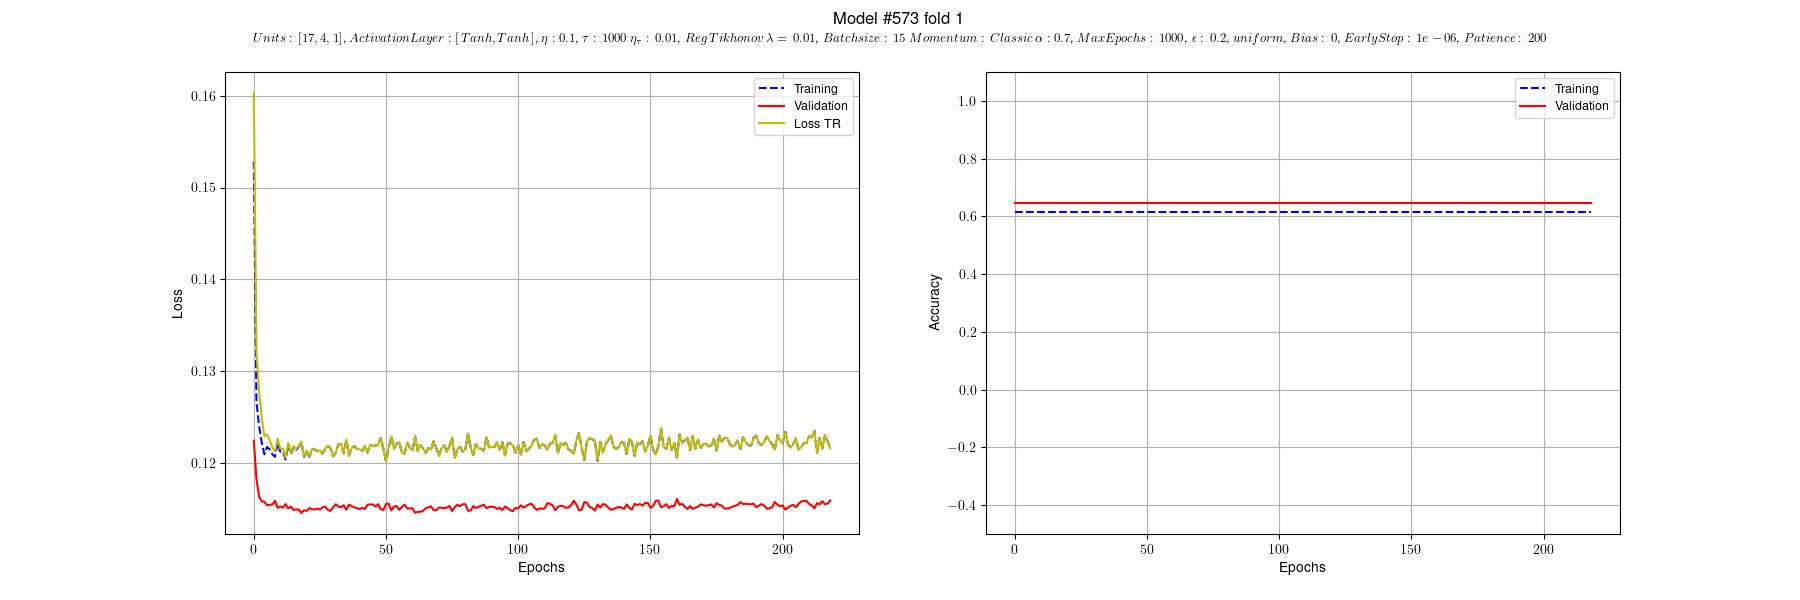 Model #573 fold 1
Units : [17, 4, 1], ActivationLayer : [Tanh, Tanh], η : 0.1, τ : 1000 ητ : 0.01, RegTikhonov λ = 0.01, Batchsize : 15 Momentum : Classic α : 0.7, MaxEpochs : 1000, ϵ : 0.2, uniform, Bias : 0, EarlyStop : 1e − 06, Patience : 200
Training
Validation
Loss TR
0.16
0.15
0.14
0.13
0.12
Loss
0
50
100
150
200
Epochs
Training
Validation
1.0
0.8
0.6
0.4
0.2
0.0
−0.2
−0.4
Accuracy
0
50
100
150
200
Epochs